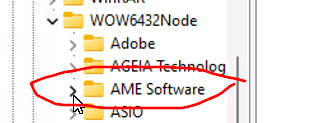 WOW6432Node
Adobe
AGEIA Technolog
AME Software
ASIO